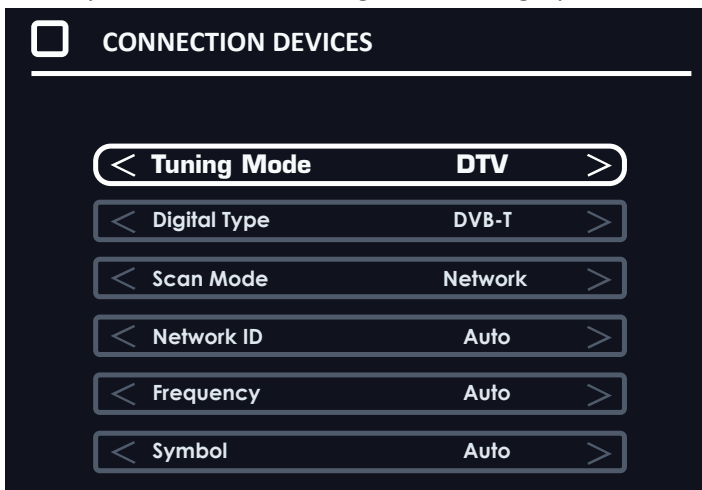 CONNECTION DEVICES
< Tuning Mode DTV >
< Digital Type DVB-T >
< Scan Mode Network >
< Network ID Auto >
< Frequency Auto >
< Symbol Auto >